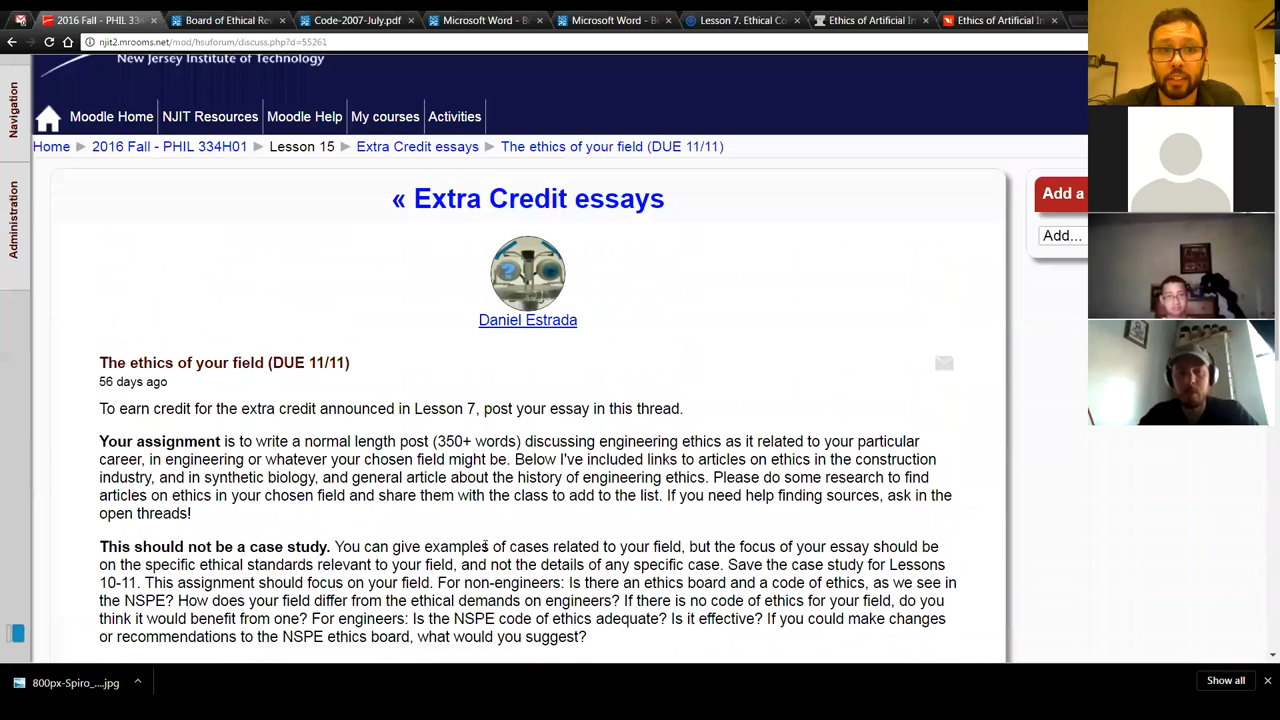 2016 Fall - PHIL 33
Board of Ethical Re
Code-2007-July.pdf
Microsoft Word - B
Microsoft Word - B
Lesson 7. Ethical Co
Ethics of Artificial In
Ethics of Artificial In
njit2.mrooms.net/mod/hsuforum/discuss.php?d=55261
New Jersey Institute of Technology
Navigation
Administration
Moodle Home
NJIT Resources
Moodle Help
My courses
Activities
Home ► 2016 Fall - PHIL 334H01 ► Lesson 15 ► Extra Credit essays ► The ethics of your field (DUE 11/11)
« Extra Credit essays
Add a
Add...
Daniel Estrada
The ethics of your field (DUE 11/11)
56 days ago
To earn credit for the extra credit announced in Lesson 7, post your essay in this thread.
Your assignment is to write a normal length post (350+ words) discussing engineering ethics as it related to your particular
career, in engineering or whatever your chosen field might be. Below I've included links to articles on ethics in the construction
industry, and in synthetic biology, and general article about the history of engineering ethics. Please do some research to find
articles on ethics in your chosen field and share them with the class to add to the list. If you need help finding sources, ask in the
open threads!
This should not be a case study. You can give examples of cases related to your field, but the focus of your essay should be
on the specific ethical standards relevant to your field, and not the details of any specific case. Save the case study for Lessons
10-11. This assignment should focus on your field. For non-engineers: Is there an ethics board and a code of ethics, as we see in
the NSPE? How does your field differ from the ethical demands on engineers? If there is no code of ethics for your field, do you
think it would benefit from one? For engineers: Is the NSPE code of ethics adequate? Is it effective? If you could make changes
or recommendations to the NSPE ethics board, what would you suggest?
800px-Spiro_....jpg
Show all